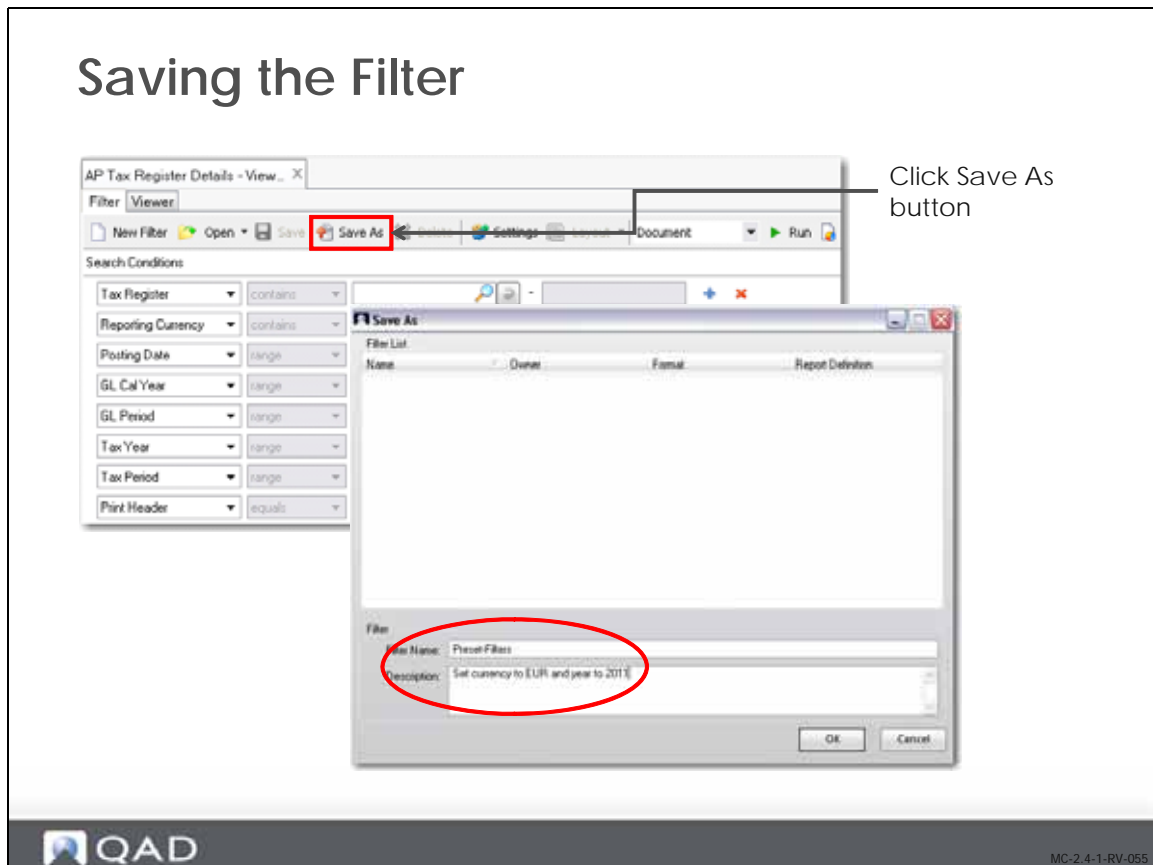 Saving the Filter
AP Tax Register Details - View...
Click Save As
button
Filter Viewer
New Filter Open Save Save As Delete Settings Layout Document Run
Search Conditions
Tax Register contains -
Reporting Currency contains
Posting Date range
GL Cal Year range
GL Period range
Tax Year range
Tax Period range
Print Header equals
Save As
Filter List
Name Owner Format Report Definition
Filter
Filter Name: Preset-Filters
Description: Set currency to EUR and year to 2011
OK Cancel
QAD
MC-2.4-1-RV-055